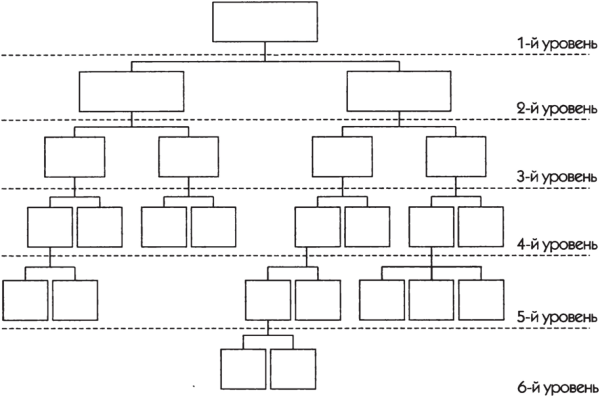 1-й уровень
2-й уровень
3-й уровень
4-й уровень
5-й уровень
6-й уровень